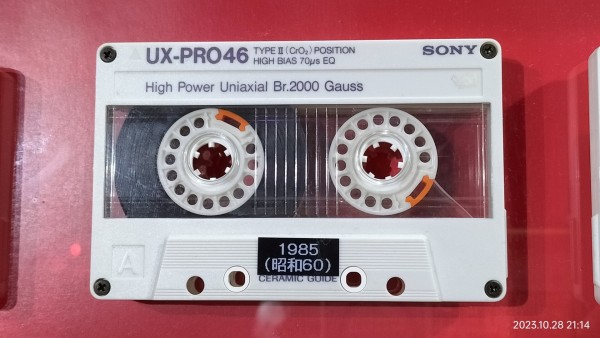 UX-PRO46 TYPE Ⅱ (CrO₂) POSITION SONY
HIGH BIAS 70µs EQ
High Power Uniaxial Br.2000 Gauss
A
1985
(昭和60)
CERAMIC GUIDE
2023.10.28 21:14